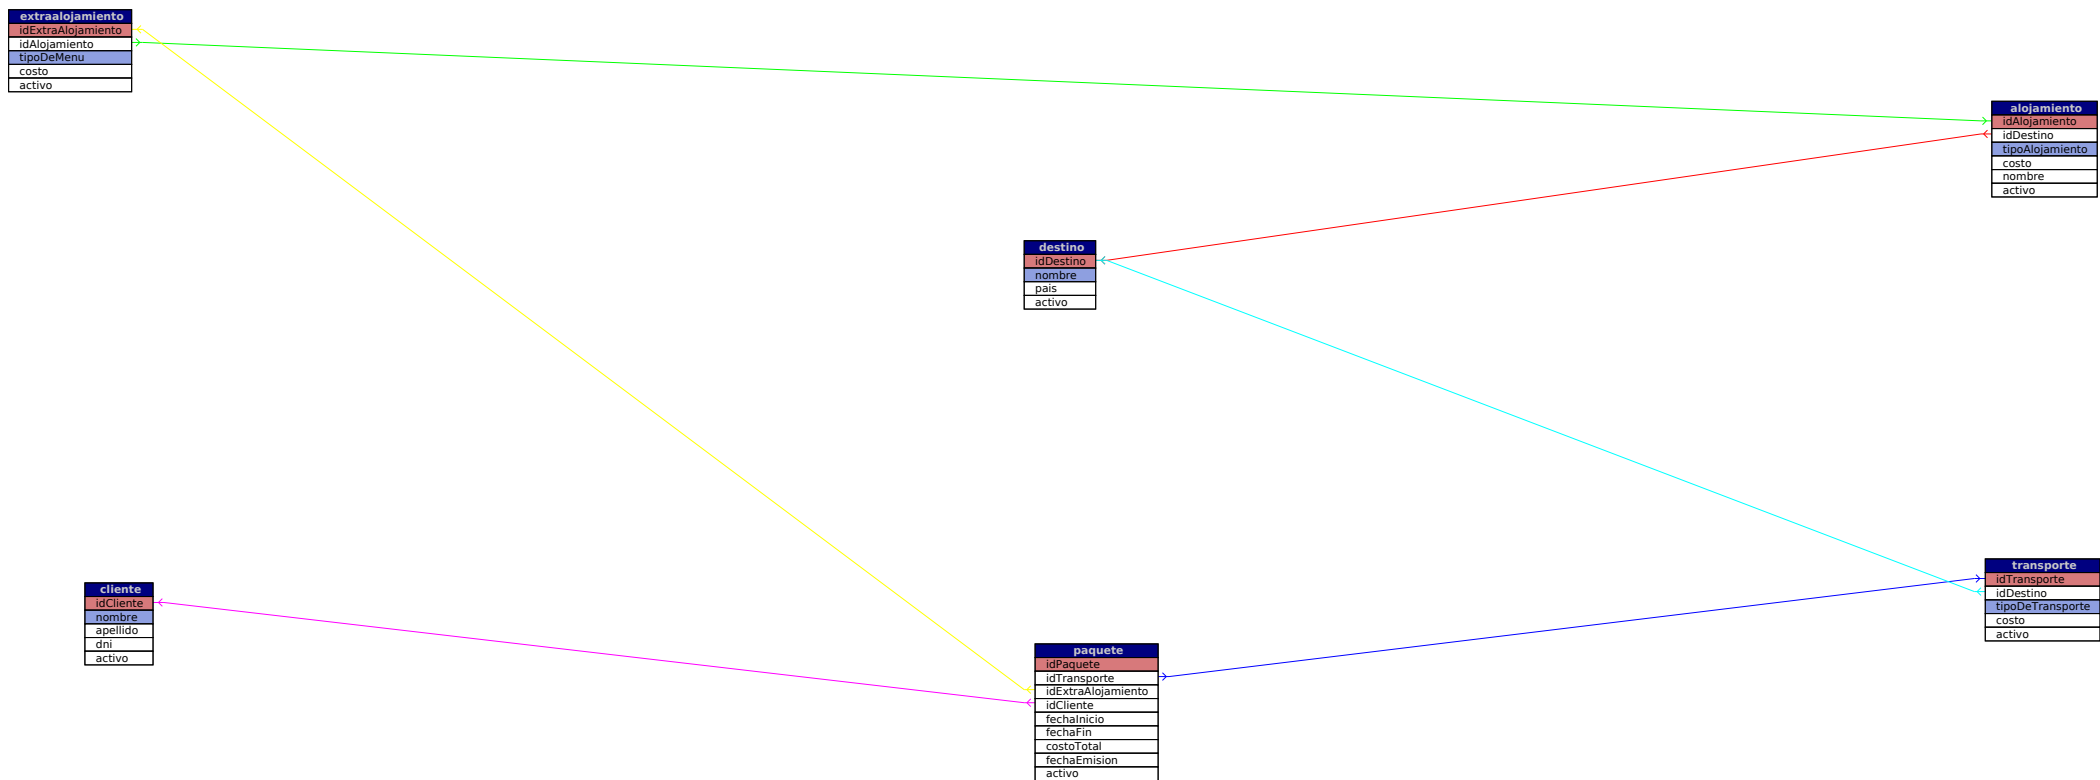 extraalojamiento
idExtraAlojamiento
idAlojamiento
tipoDeMenu
costo
activo
alojamiento
idAlojamiento
idDestino
tipoAlojamiento
costo
nombre
activo
destino
idDestino
nombre
pais
activo
cliente
idCliente
nombre
apellido
dni
activo
transporte
idTransporte
idDestino
tipoDeTransporte
costo
activo
paquete
idPaquete
idTransporte
idExtraAlojamiento
idCliente
fechaInicio
fechaFin
costoTotal
fechaEmision
activo